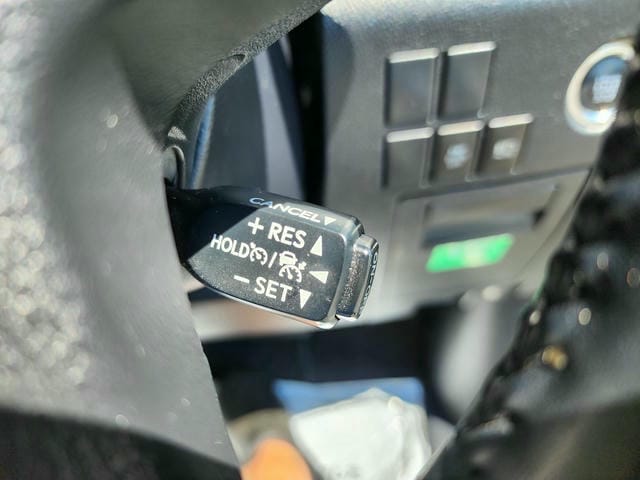 CANCEL
+ RES
HOLD /
- SET